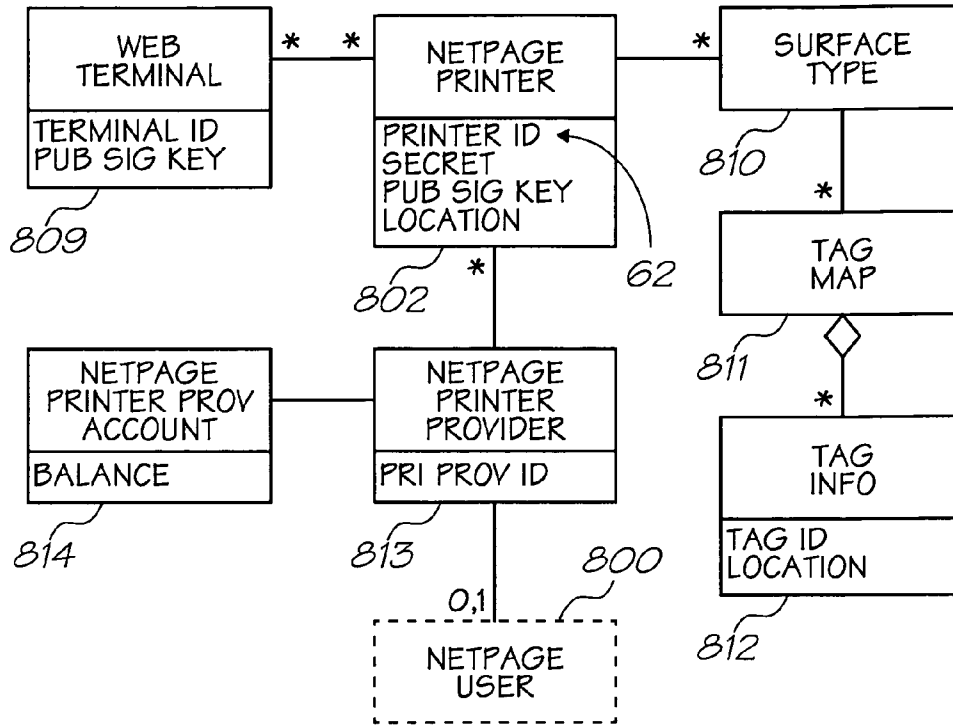 WEB
TERMINAL
TERMINAL ID
PUB SIG KEY
809
* *
NETPAGE
PRINTER
PRINTER ID
SECRET
PUB SIG KEY
LOCATION
802
62
*
SURFACE
TYPE
810
*
TAG
MAP
811
*
TAG
INFO
TAG ID
LOCATION
812
*
NETPAGE
PRINTER PROV
ACCOUNT
BALANCE
814
NETPAGE
PRINTER
PROVIDER
PRI PROV ID
813
0,1
800
NETPAGE
USER